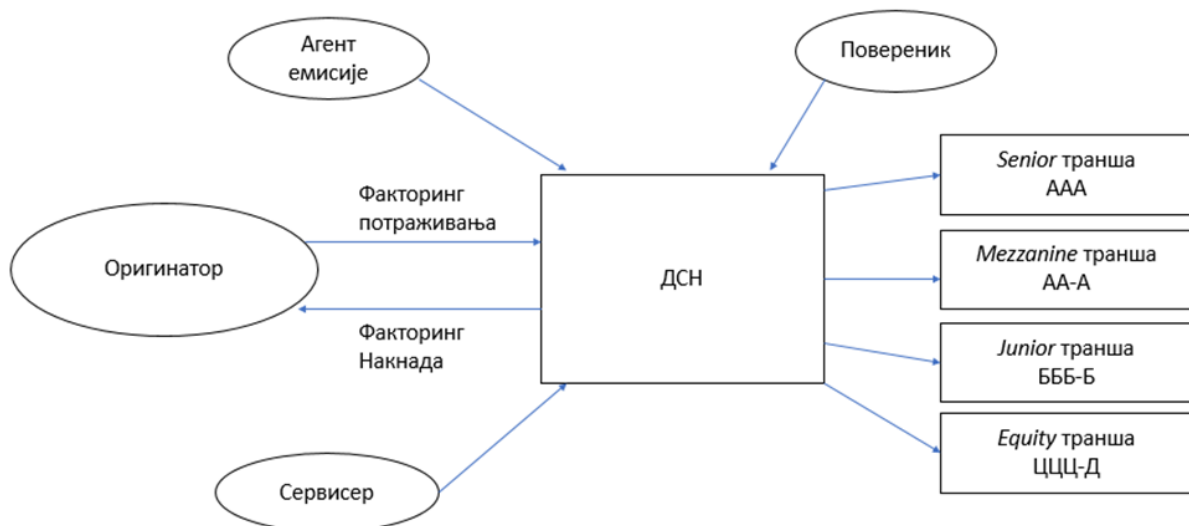 Агент
емисије
Повереник
Senior транша
ААА
Факторинг
потраживања
Mezzanine транша
АА-А
Оригинатор
ДСН
Факторинг
Накнада
Junior транша
БББ-Б
Equity транша
ЦЦЦ-Д
Сервисер